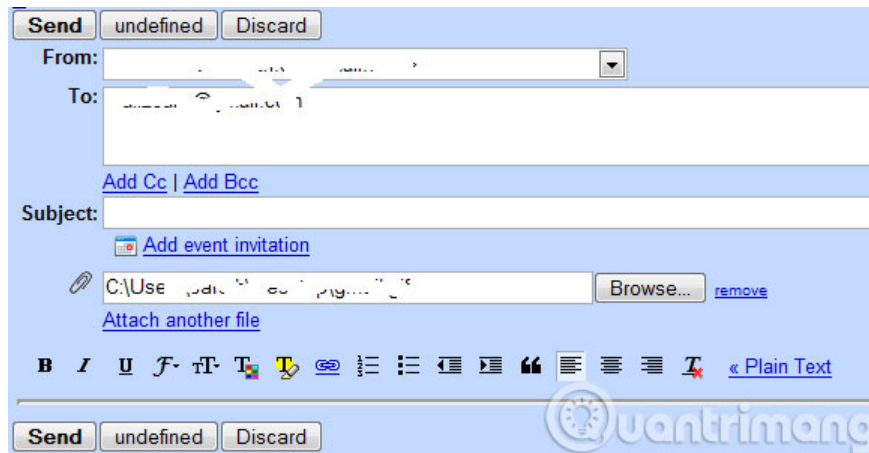 Send undefined Discard
From:
To:
Add Cc | Add Bcc
Subject:
Add event invitation
C:\Use Browse... remove
Attach another file
B I U « Plain Text
Send undefined Discard
Quantrimang